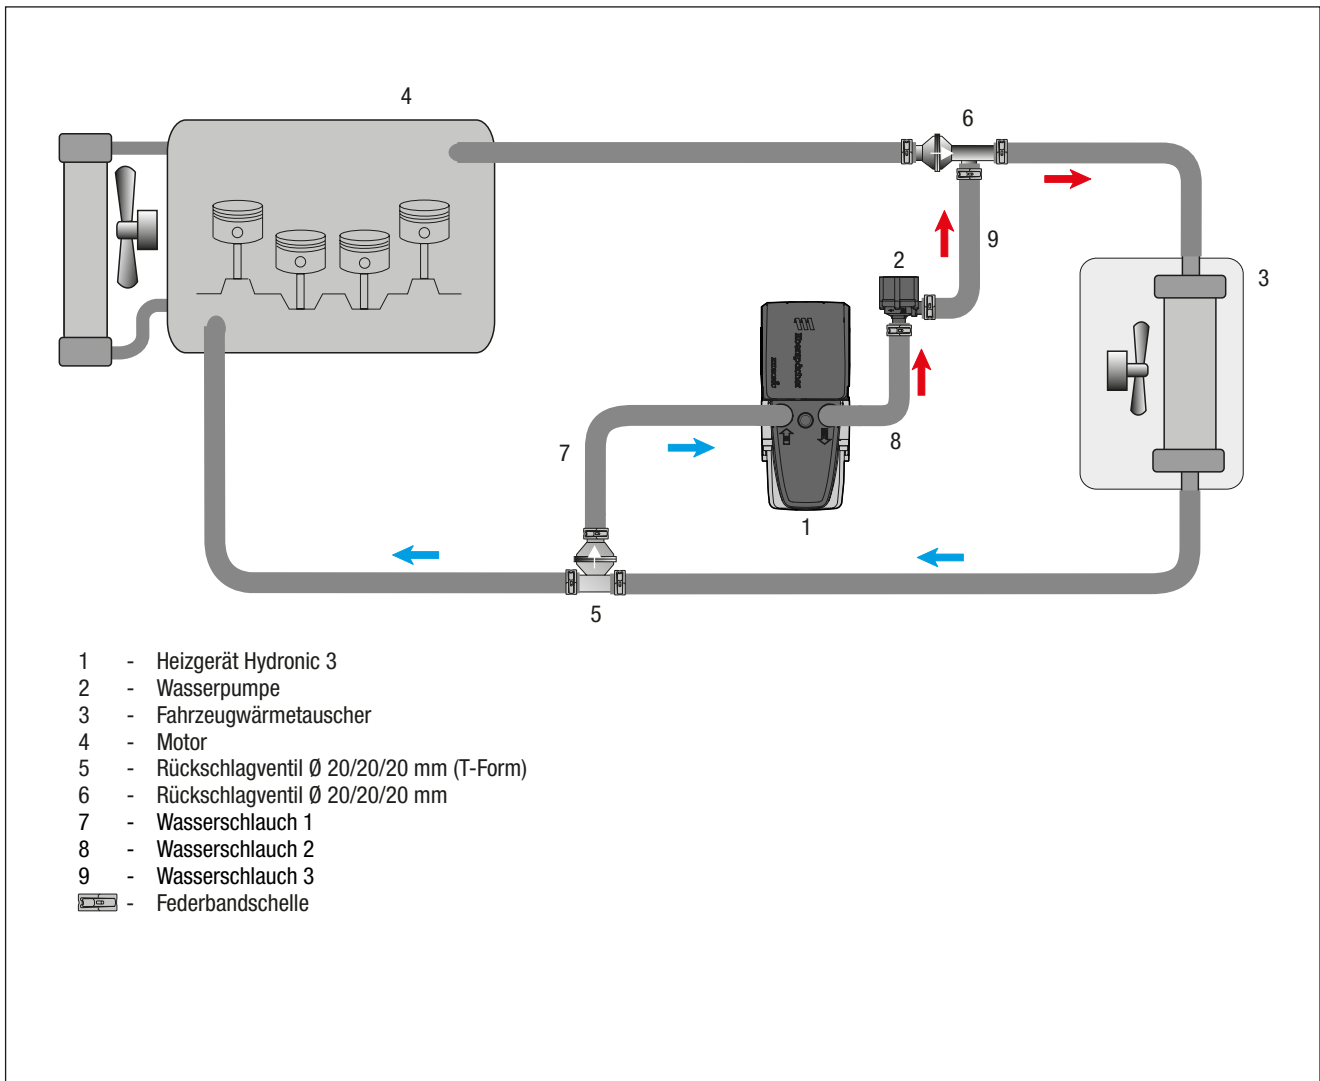 4
6
9
2
3
7
8
1
5
Eberspächer
1 - Heizgerät Hydronic 3
2 - Wasserpumpe
3 - Fahrzeugwärmetauscher
4 - Motor
5 - Rückschlagventil Ø 20/20/20 mm (T-Form)
6 - Rückschlagventil Ø 20/20/20 mm
7 - Wasserschlauch 1
8 - Wasserschlauch 2
9 - Wasserschlauch 3
- Federbandschelle